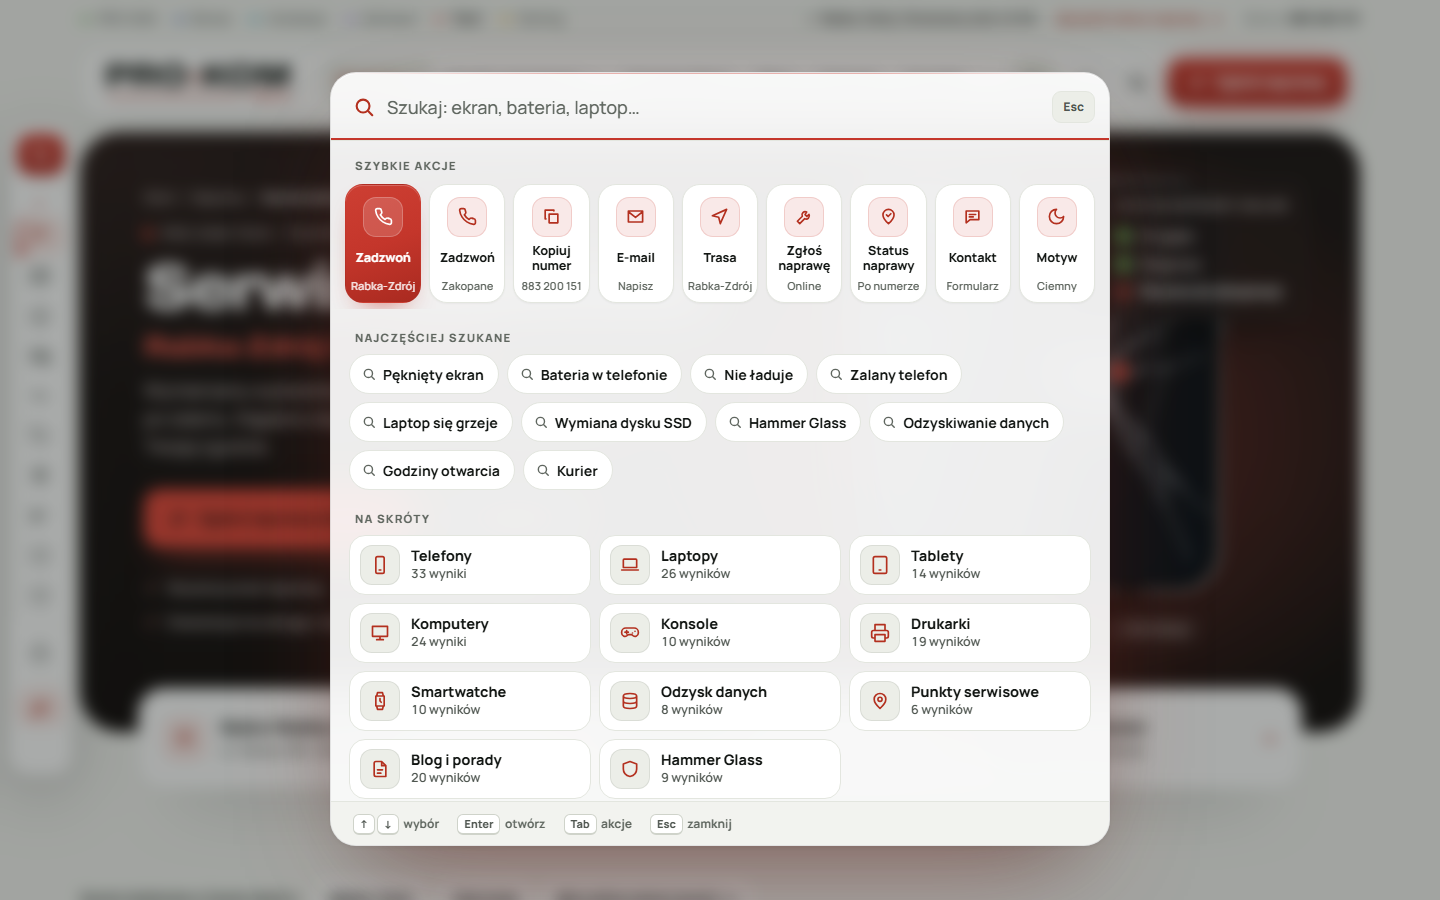 PRO-KOM
Szukaj: ekran, bateria, laptop...
Esc
SZYBKIE AKCJE
Zadzwoń
Rabka-Zdrój
Zadzwoń
Zakopane
Kopiuj
numer
883 200 151
E-mail
Napisz
Trasa
Rabka-Zdrój
Zgłoś
naprawę
Online
Status
naprawy
Po numerze
Kontakt
Formularz
Motyw
Ciemny
NAJCZĘŚCIEJ SZUKANE
Pęknięty ekran
Bateria w telefonie
Nie ładuje
Zalany telefon
Laptop się grzeje
Wymiana dysku SSD
Hammer Glass
Odzyskiwanie danych
Godziny otwarcia
Kurier
NA SKRÓTY
Telefony
33 wyniki
Laptopy
26 wyników
Tablety
14 wyników
Komputery
24 wyniki
Konsole
10 wyników
Drukarki
19 wyników
Smartwatche
10 wyników
Odzysk danych
8 wyników
Punkty serwisowe
6 wyników
Blog i porady
20 wyników
Hammer Glass
9 wyników
↑ ↓ wybór Enter otwórz Tab akcje Esc zamknij